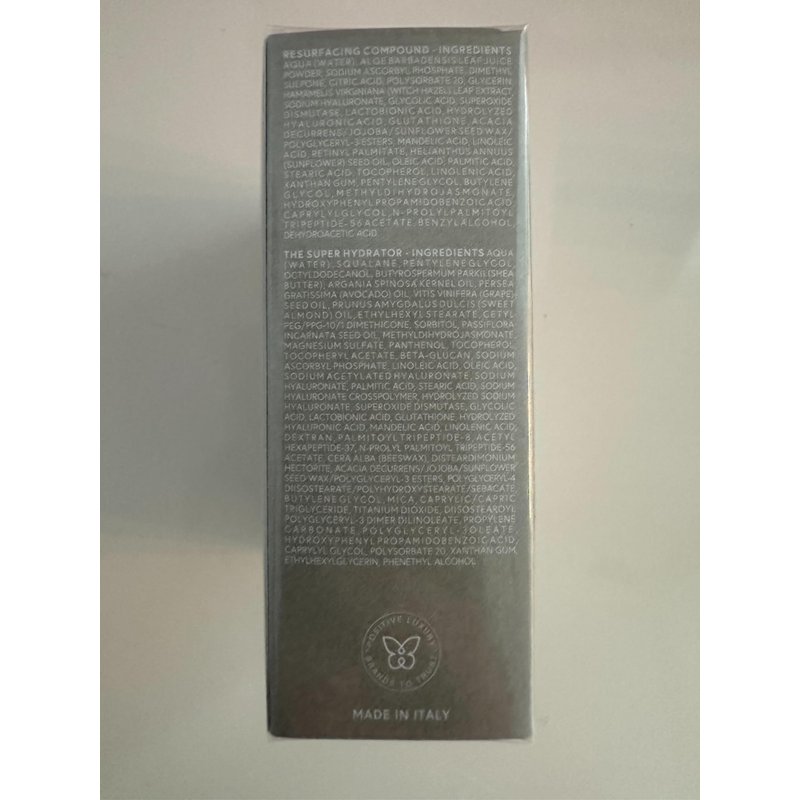 RESURFACING COMPOUND - INGREDIENTS
AQUA (WATER), ALOE BARBADENSIS LEAF JUICE
POWDER, SODIUM ASCORBYL PHOSPHATE, DIMETHYL
SULFONE, CITRIC ACID, POLYSORBATE 20, GLYCERIN
HAMAMELIS VIRGINIANA (WITCH HAZEL) LEAF EXTRACT
SODIUM HYALURONATE, GLYCOLIC ACID, SUPEROXIDE
DISMUTASE, LACTOBIONIC ACID, HYDROLYZED
HYALURONIC ACID, GLUTATHIONE, ACACIA
DECURRENS/JOJOBA/SUNFLOWER SEED WAX/
POLYGLYCERYL-3 ESTERS, MANDELIC ACID, LINOLEIC
ACID, RETINYL PALMITATE, HELIANTHUS ANNUUS
(SUNFLOWER) SEED OIL, OLEIC ACID, PALMITIC ACID,
STEARIC ACID, TOCOPHEROL, LINOLENIC ACID,
XANTHAN GUM, PENTYLENE GLYCOL, BUTYLENE
GLYCOL, METHYLDIHYDROJASMONATE,
HYDROXYPHENYL PROPAMIDOBENZOIC ACID,
CAPRYLYL GLYCOL, N-PROLYL PALMITOYL
TRIPEPTIDE-56 ACETATE, BENZYL ALCOHOL,
DEHYDROACETIC ACID
THE SUPER HYDRATOR - INGREDIENTS AQUA
(WATER), SQUALANE, PENTYLENE GLYCOL,
OCTYLDODECANOL, BUTYROSPERMUM PARKII (SHEA
BUTTER), ARGANIA SPINOSA KERNEL OIL, PERSEA
GRATISSIMA (AVOCADO) OIL, VITIS VINIFERA (GRAPE)
SEED OIL, PRUNUS AMYGDALUS DULCIS (SWEET
ALMOND) OIL, ETHYLHEXYL STEARATE, CETYL
PEG/PPG-10/1 DIMETHICONE, SORBITOL, PASSIFLORA
INCARNATA SEED OIL, METHYLDIHYDROJASMONATE,
MAGNESIUM SULFATE, PANTHENOL, TOCOPHEROL,
TOCOPHERYL ACETATE, BETA-GLUCAN, SODIUM
ASCORBYL PHOSPHATE, LINOLEIC ACID, OLEIC ACID,
SODIUM ACETYLATED HYALURONATE, SODIUM
HYALURONATE, PALMITIC ACID, STEARIC ACID, SODIUM
HYALURONATE CROSSPOLYMER, HYDROLYZED SODIUM
HYALURONATE, SUPEROXIDE DISMUTASE, GLYCOLIC
ACID, LACTOBIONIC ACID, GLUTATHIONE, HYDROLYZED
HYALURONIC ACID, MANDELIC ACID, LINOLENIC ACID,
DEXTRAN, PALMITOYL TRIPEPTIDE-8, ACETYL
HEXAPEPTIDE-37, N-PROLYL PALMITOYL TRIPEPTIDE-56
ACETATE, CERA ALBA (BEESWAX), DISTEARDIMONIUM
HECTORITE, ACACIA DECURRENS/JOJOBA/SUNFLOWER
SEED WAX/POLYGLYCERYL-3 ESTERS, POLYGLYCERYL-4
DIISOSTEARATE/POLYHYDROXYSTEARATE/SEBACATE
BUTYLENE GLYCOL, MICA, CAPRYLIC/CAPRIC
TRIGLYCERIDE, TITANIUM DIOXIDE, DIISOSTEAROYL
POLYGLYCERYL-3 DIMER DILINOLEATE, PROPYLENE
CARBONATE, POLYGLYCERYL-3 OLEATE,
HYDROXYPHENYL PROPAMIDOBENZOIC ACID,
CAPRYLYL GLYCOL, POLYSORBATE 20, XANTHAN GUM,
ETHYLHEXYLGLYCERIN, PHENETHYL ALCOHOL
POSITIVE LUXURY
BRANDS TO TRUST
MADE IN ITALY